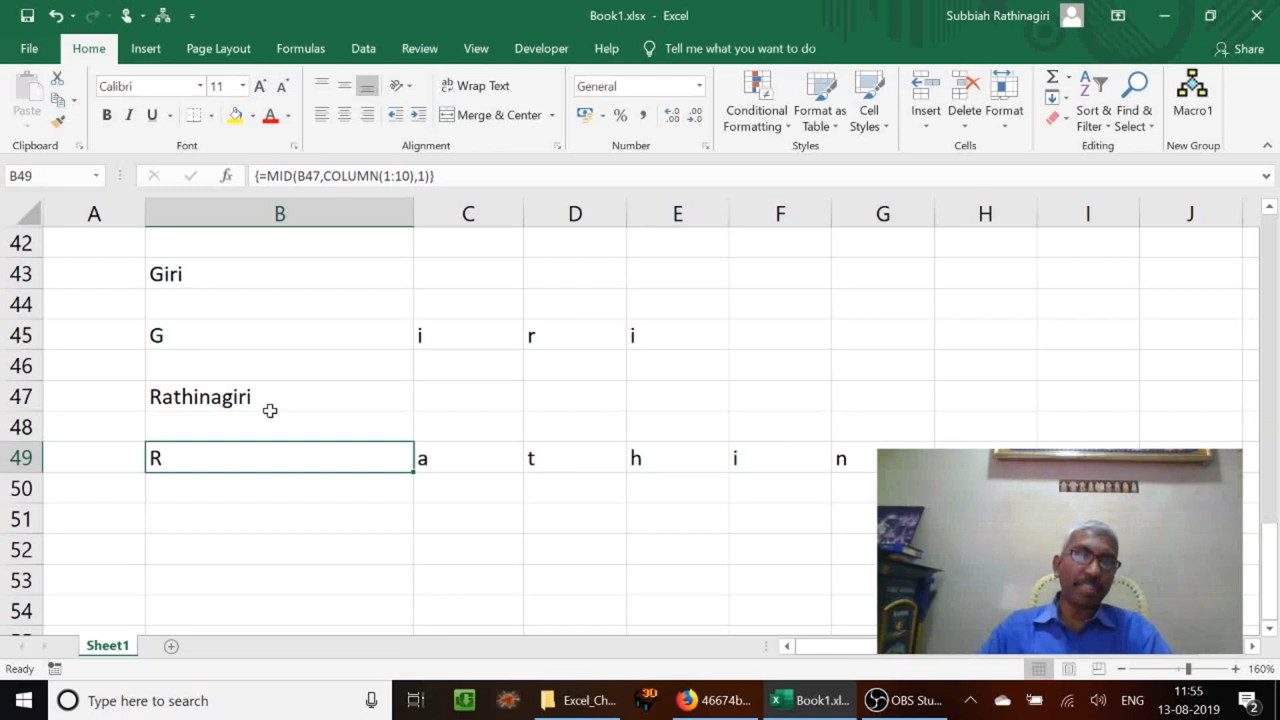 Book1.xlsx - Excel
Subbiah Rathinagiri
File Home Insert Page Layout Formulas Data Review View Developer Help Tell me what you want to do Share
Calibri 11 Wrap Text General
Paste B I U Merge & Center Conditional Formatting Format as Table Cell Styles Insert Delete Format Sort & Filter Find & Select Macro1
Clipboard Font Alignment Number Styles Cells Editing New Group
B49 fx {=MID(B47,COLUMN(1:10),1)}
A B C D E F G H I J
42
43 Giri
44
45 G i r i
46
47 Rathinagiri
48
49 R a t h i n
50
51
52
53
54
Sheet1
Ready 160%
Type here to search Excel_Ch... 3D 46674b... Book1.xl... OBS Stu... ENG 11:55
13-08-2019 2